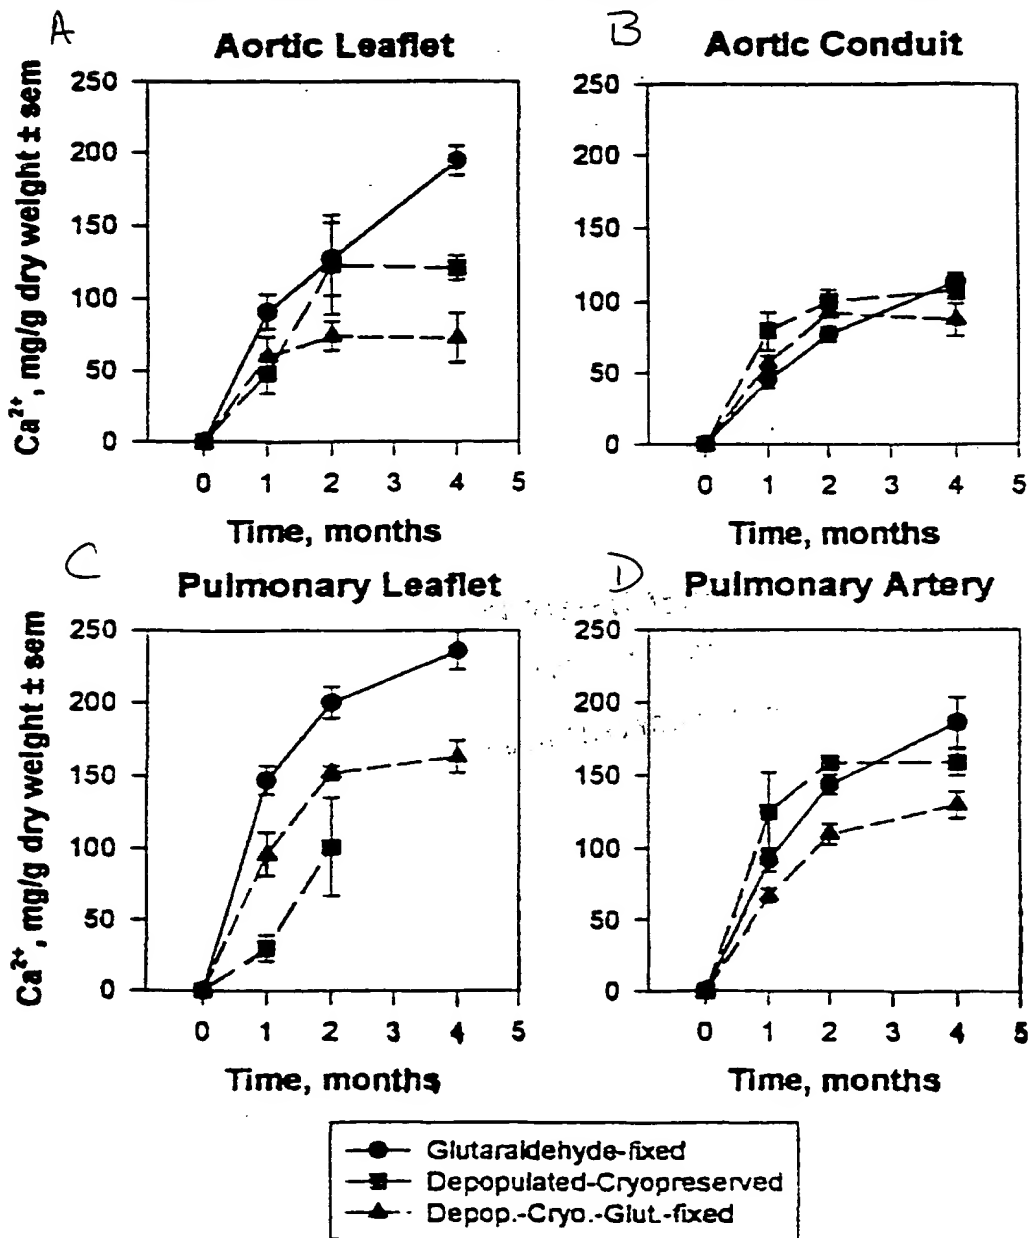 A
Aortic Leaflet
Ca²⁺, mg/g dry weight ± sem
250
200
150
100
50
0
0 1 2 3 4 5
Time, months
B
Aortic Conduit
250
200
150
100
50
0
0 1 2 3 4 5
Time, months
C
Pulmonary Leaflet
Ca²⁺, mg/g dry weight ± sem
250
200
150
100
50
0
0 1 2 3 4 5
Time, months
D
Pulmonary Artery
250
200
150
100
50
0
0 1 2 3 4 5
Time, months
Glutaraldehyde-fixed
Depopulated-Cryopreserved
Depop.-Cryo.-Glut.-fixed